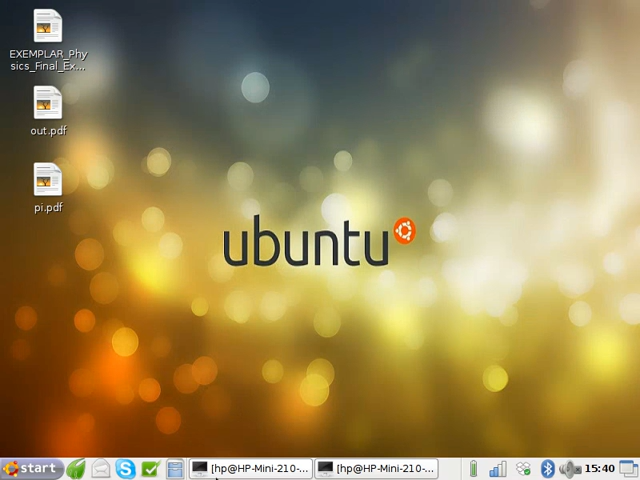 EXEMPLAR_Phy
sics_Final_Ex...
out.pdf
pi.pdf
ubuntu
start
[hp@HP-Mini-210-...
[hp@HP-Mini-210-...
15:40